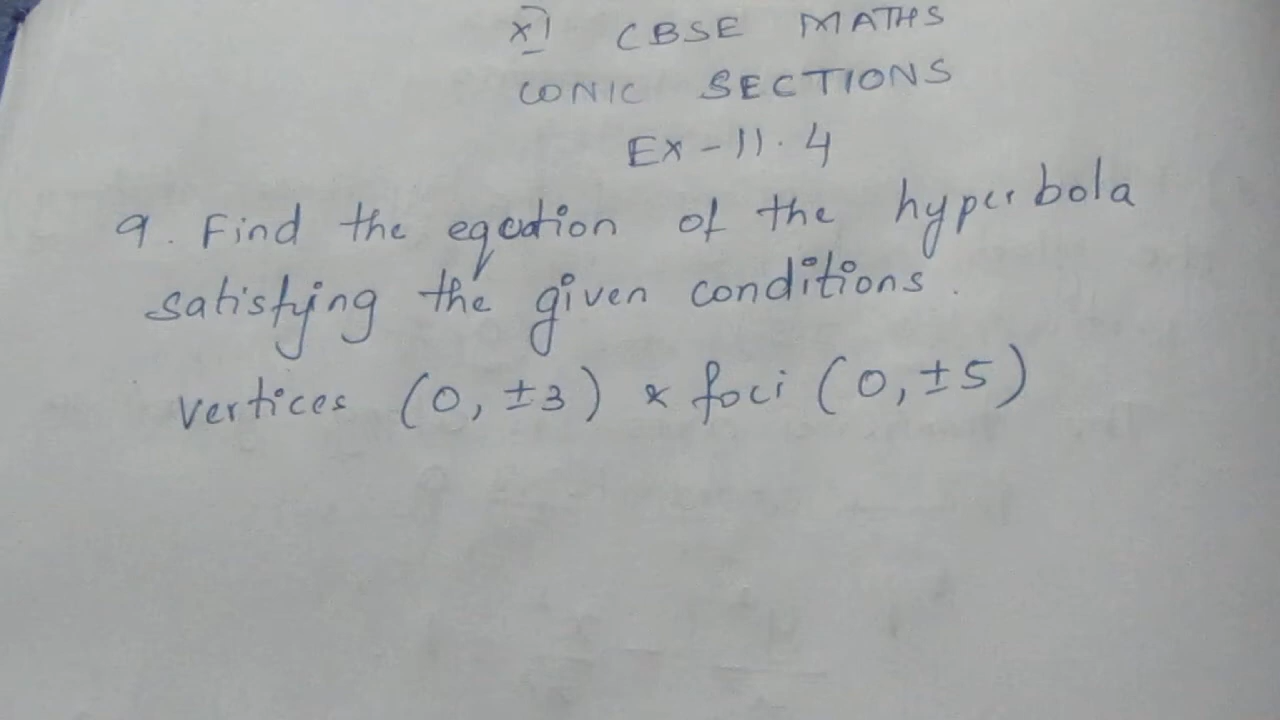 XI CBSE MATHS
CONIC SECTIONS
Ex - 11.4
9. Find the eqation of the hyperbola
satisfying the given conditions.
vertices (0, ±3) & foci (0, ±5)